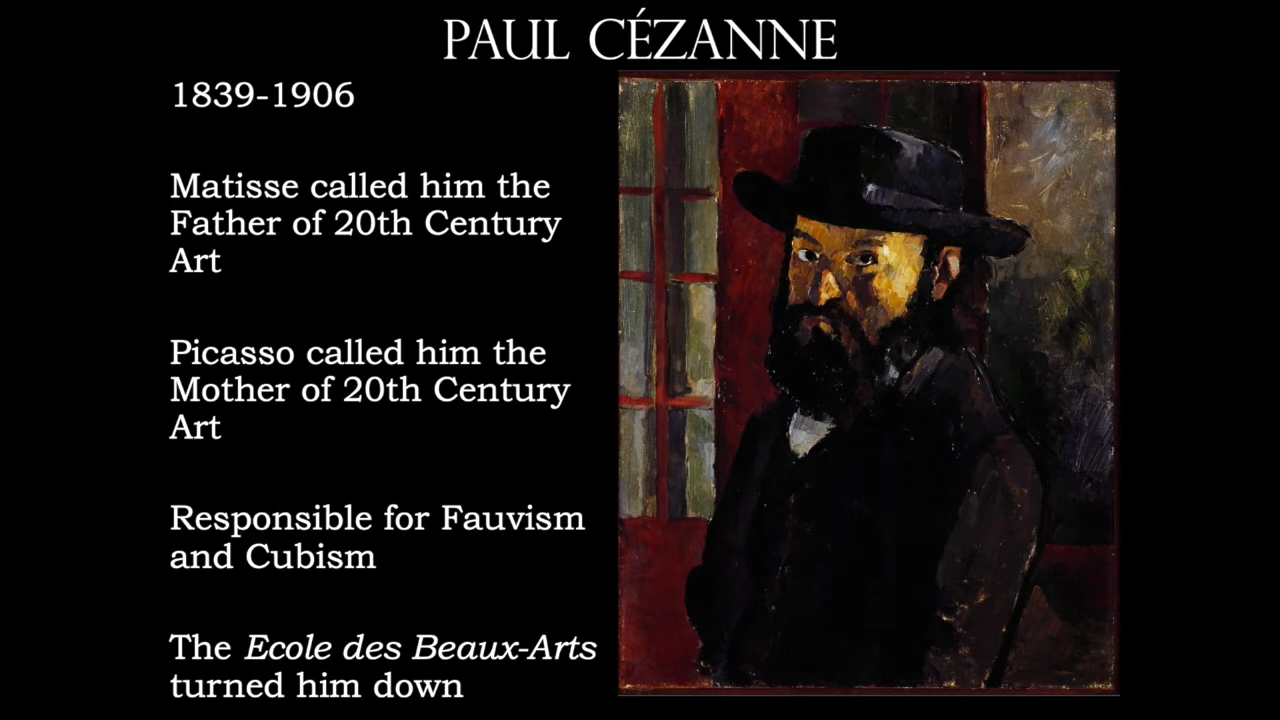 PAUL CÉZANNE
1839-1906
Matisse called him the
Father of 20th Century
Art
Picasso called him the
Mother of 20th Century
Art
Responsible for Fauvism
and Cubism
The Ecole des Beaux-Arts
turned him down